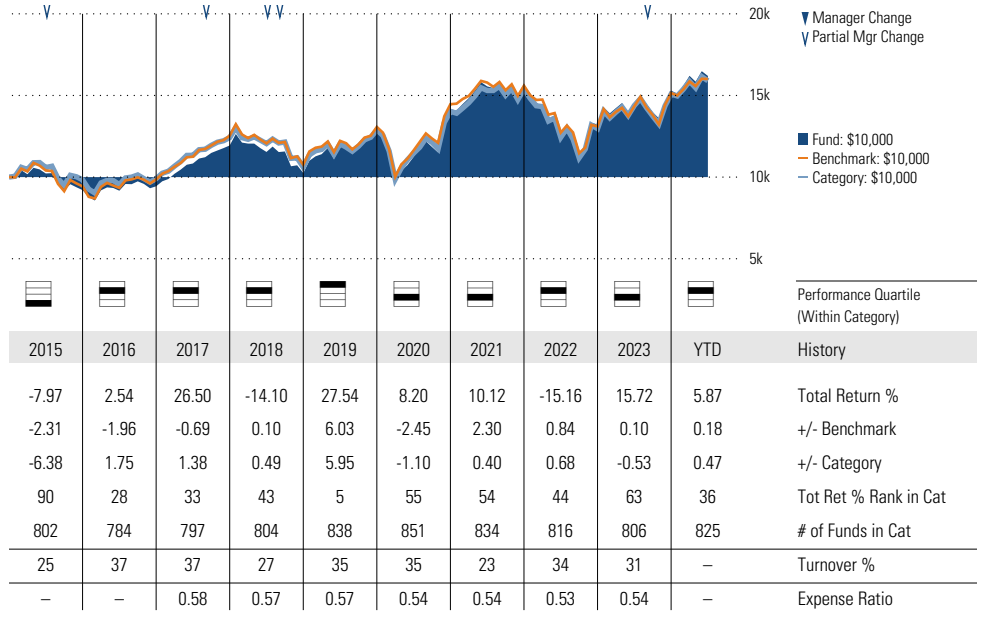 20k
Manager Change
Partial Mgr Change
15k
Fund: $10,000
Benchmark: $10,000
Category: $10,000
10k
5k
Performance Quartile
(Within Category)
2015 2016 2017 2018 2019 2020 2021 2022 2023 YTD History
-7.97 2.54 26.50 -14.10 27.54 8.20 10.12 -15.16 15.72 5.87 Total Return %
-2.31 -1.96 -0.69 0.10 6.03 -2.45 2.30 0.84 0.10 0.18 +/- Benchmark
-6.38 1.75 1.38 0.49 5.95 -1.10 0.40 0.68 -0.53 0.47 +/- Category
90 28 33 43 5 55 54 44 63 36 Tot Ret % Rank in Cat
802 784 797 804 838 851 834 816 806 825 # of Funds in Cat
25 37 37 27 35 35 23 34 31 – Turnover %
– – 0.58 0.57 0.57 0.54 0.54 0.53 0.54 – Expense Ratio